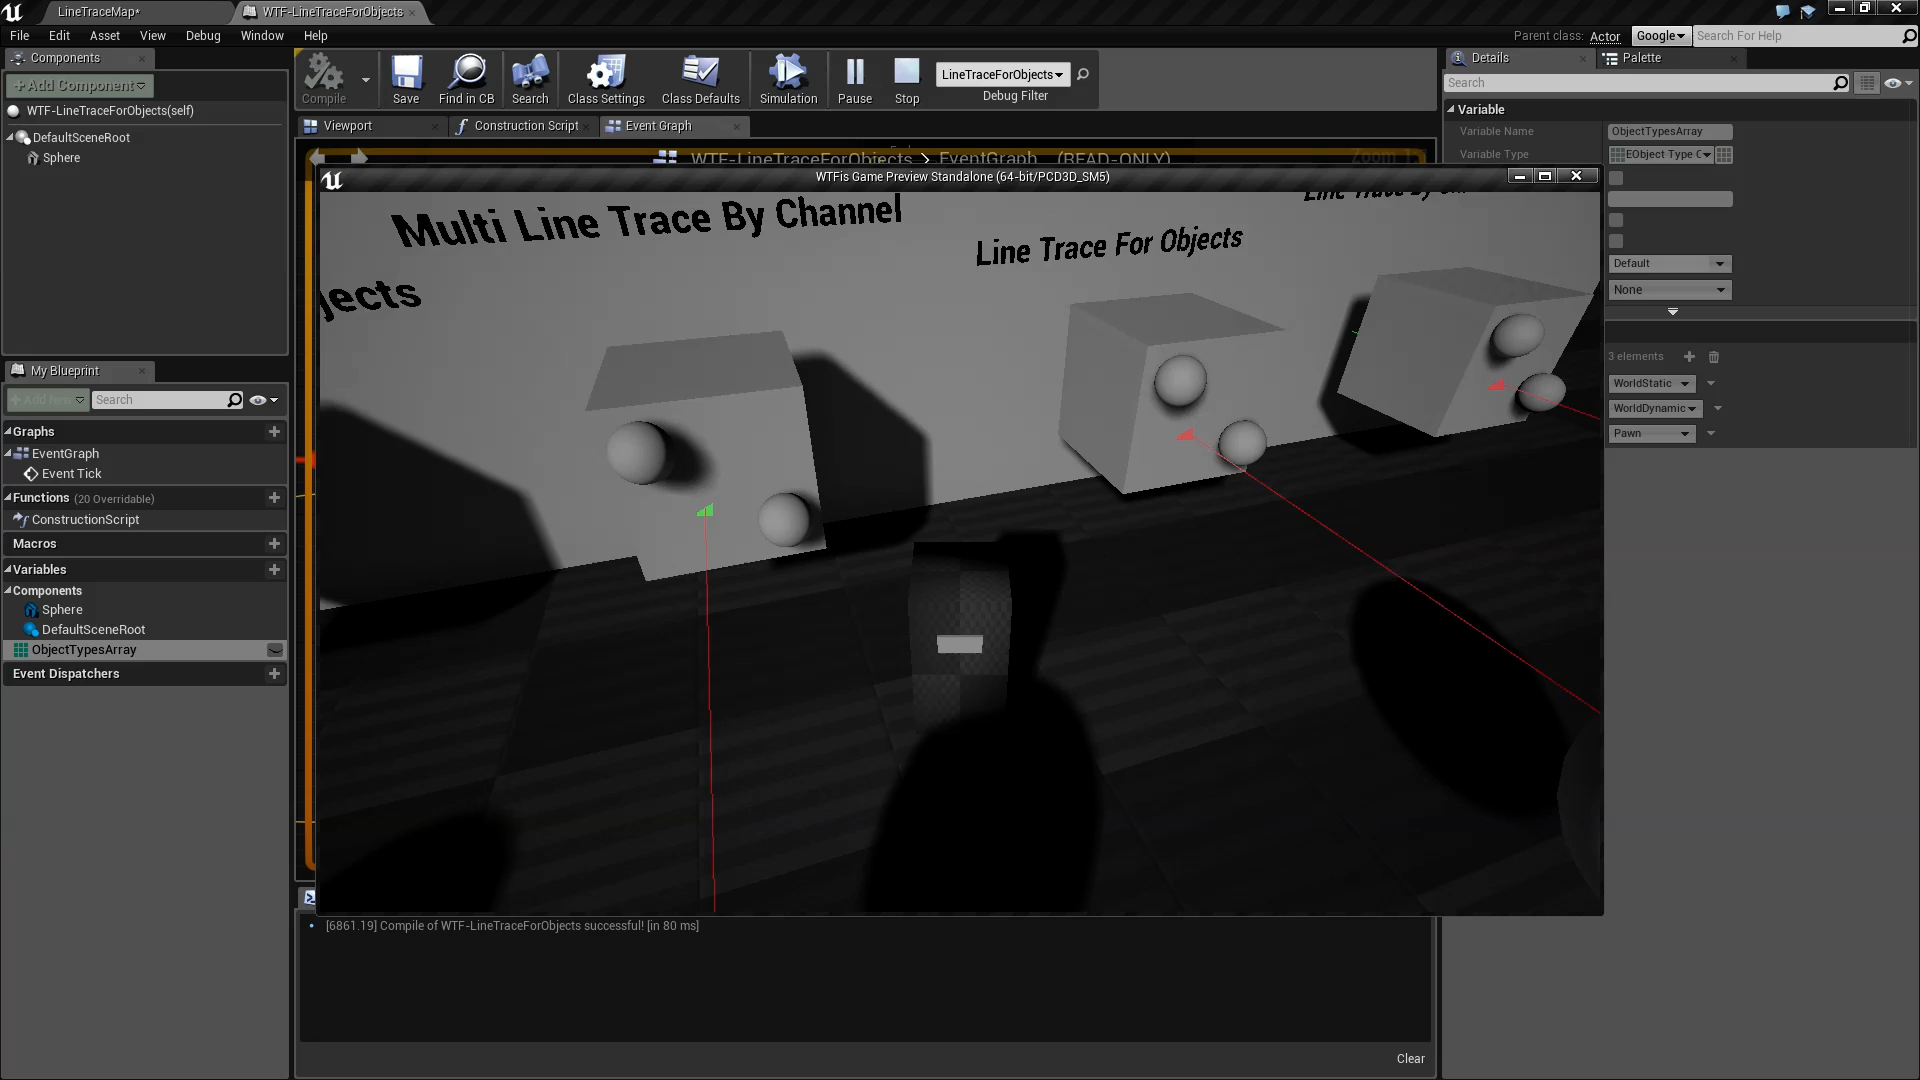 LineTraceMap*
WTF-LineTraceForObjects
File Edit Asset View Debug Window Help
Parent class: Actor
Google
Search For Help
Components
+Add Component
WTF-LineTraceForObjects(self)
DefaultSceneRoot
Sphere
Compile
Save
Find in CB
Search
Class Settings
Class Defaults
Simulation
Pause
Stop
LineTraceForObjects
Debug Filter
Viewport
Construction Script
Event Graph
WTF-LineTraceForObjects > EventGraph (READ-ONLY)
WTFis Game Preview Standalone (64-bit/PCD3D_SM5)
Multi Line Trace By Channel
Line Trace For Objects
jects
My Blueprint
+Add New
Search
Graphs
EventGraph
Event Tick
Functions (20 Overridable)
ConstructionScript
Macros
Variables
Components
Sphere
DefaultSceneRoot
ObjectTypesArray
Event Dispatchers
Details
Palette
Search
Variable
Variable Name
ObjectTypesArray
Variable Type
EObject Type C
Default
None
3 elements
WorldStatic
WorldDynamic
Pawn
[6861.19] Compile of WTF-LineTraceForObjects successful! [in 80 ms]
Clear